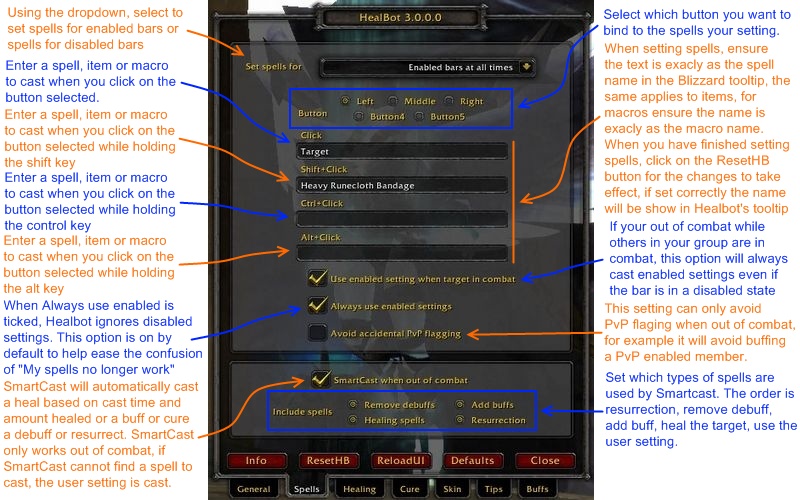 Using the dropdown, select to
set spells for enabled bars or
spells for disabled bars
Enter a spell, item or macro
to cast when you click on the
button selected.
Enter a spell, item or macro
to cast when you click on the
button selected while holding
the shift key
Enter a spell, item or macro
to cast when you click on the
button selected while holding
the control key
Enter a spell, item or macro
to cast when you click on the
button selected while holding
the alt key
When Always use enabled is
ticked, Healbot ignores disabled
settings. This option is on by
default to help ease the confusion
of "My spells no longer work"
SmartCast will automatically cast
a heal based on cast time and
amount healed or a buff or cure
a debuff or resurrect. SmartCast
only works out of combat, if
SmartCast cannot find a spell to
cast, the user setting is cast.
HealBot 3.0.0.0
Set spells for
Enabled bars at all times
Button
Left Middle Right
Button4 Button5
Click
Target
Shift+Click
Heavy Runecloth Bandage
Ctrl+Click
Alt+Click
Use enabled setting when target in combat
Always use enabled settings
Avoid accidental PvP flagging
SmartCast when out of combat
Include spells
Remove debuffs Add buffs
Healing spells Resurrection
Info ResetHB ReloadUI Defaults Close
General Spells Healing Cure Skin Tips Buffs
Select which button you want to
bind to the spells your setting.
When setting spells, ensure
the text is exacly as the spell
name in the Blizzard tooltip, the
same applies to items, for
macros ensure the name is
exacly as the macro name.
When you have finished setting
spells, click on the ResetHB
button for the changes to take
effect, if set correctly the name
will be show in Healbot's tooltip
If your out of combat while
others in your group are in
combat, this option will always
cast enabled settings even if
the bar is in a disabled state
This setting can only avoid
PvP flaging when out of combat,
for example it will avoid buffing
a PvP enabled member.
Set which types of spells are
used by Smartcast. The order is
resurrection, remove debuff,
add buff, heal the target, use the
user setting.